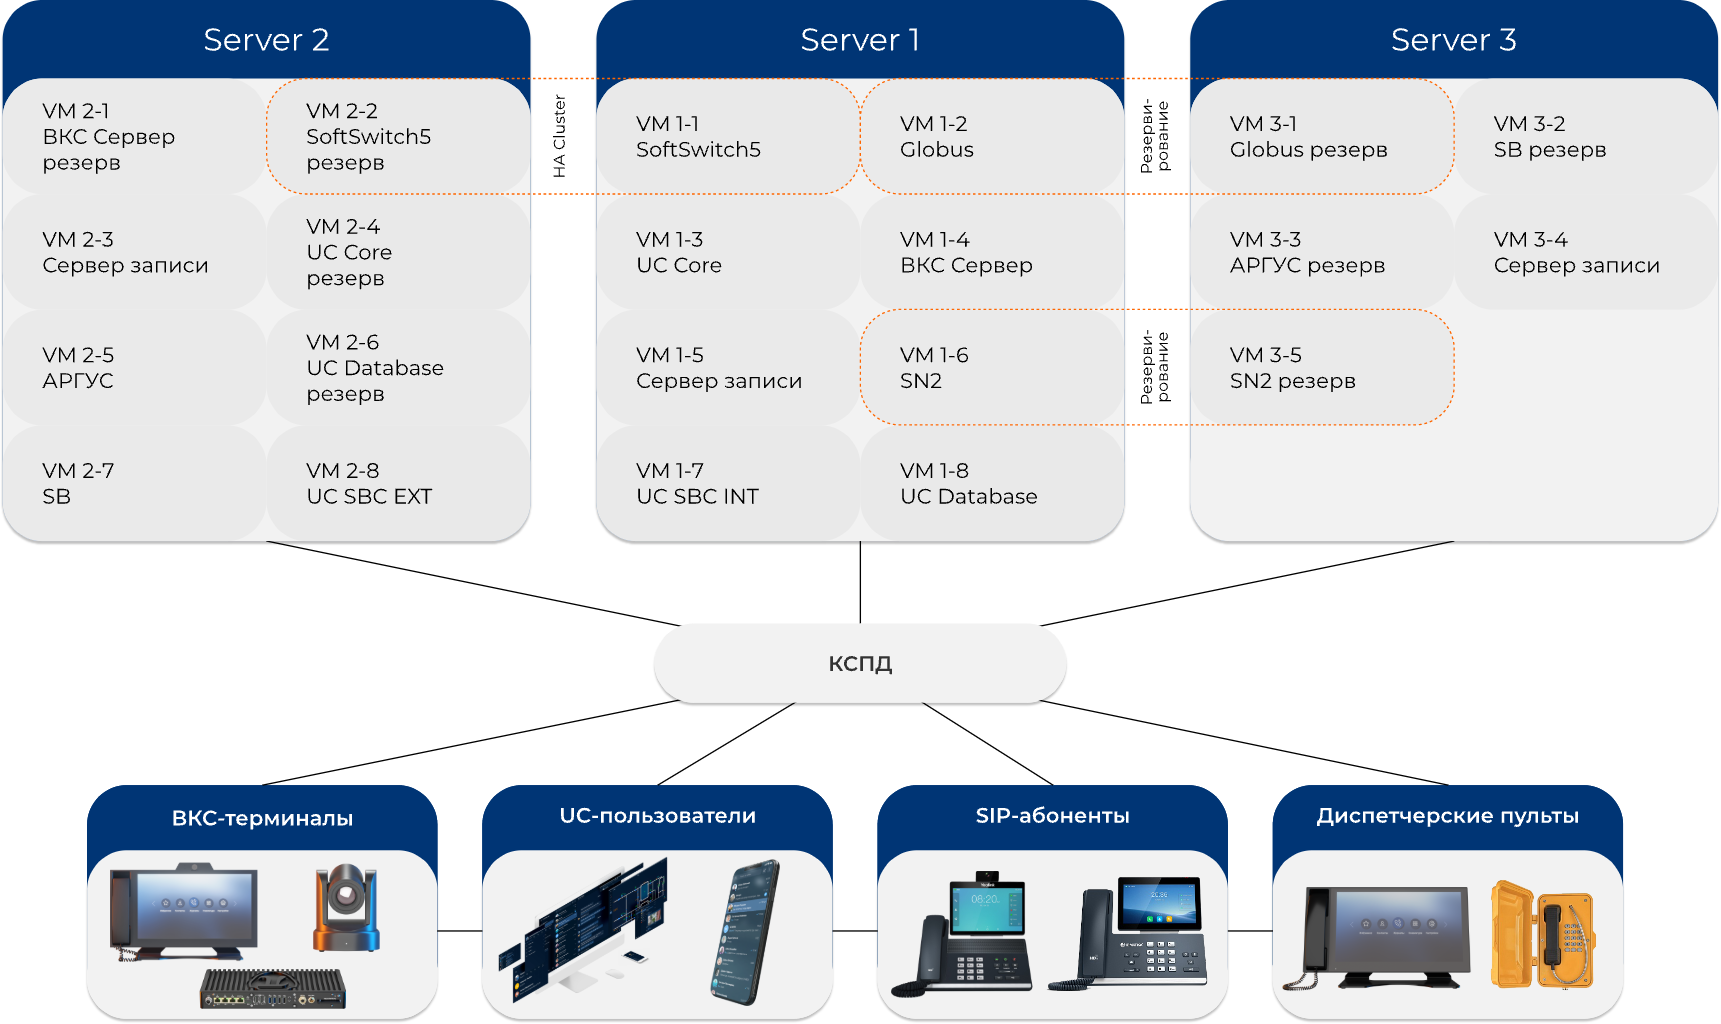 Server 2
VM 2-1
ВКС Сервер
резерв
VM 2-2
SoftSwitch5
резерв
VM 2-3
Сервер записи
VM 2-4
UC Core
резерв
VM 2-5
АРГУС
VM 2-6
UC Database
резерв
VM 2-7
SB
VM 2-8
UC SBC EXT
HA Cluster
Server 1
VM 1-1
SoftSwitch5
VM 1-2
Globus
VM 1-3
UC Core
VM 1-4
ВКС Сервер
VM 1-5
Сервер записи
VM 1-6
SN2
VM 1-7
UC SBC INT
VM 1-8
UC Database
Резерви-
рование
Резерви-
рование
Server 3
VM 3-1
Globus резерв
VM 3-2
SB резерв
VM 3-3
АРГУС резерв
VM 3-4
Сервер записи
VM 3-5
SN2 резерв
КСПД
ВКС-терминалы
UC-пользователи
SIP-абоненты
Диспетчерские пульты
08:20